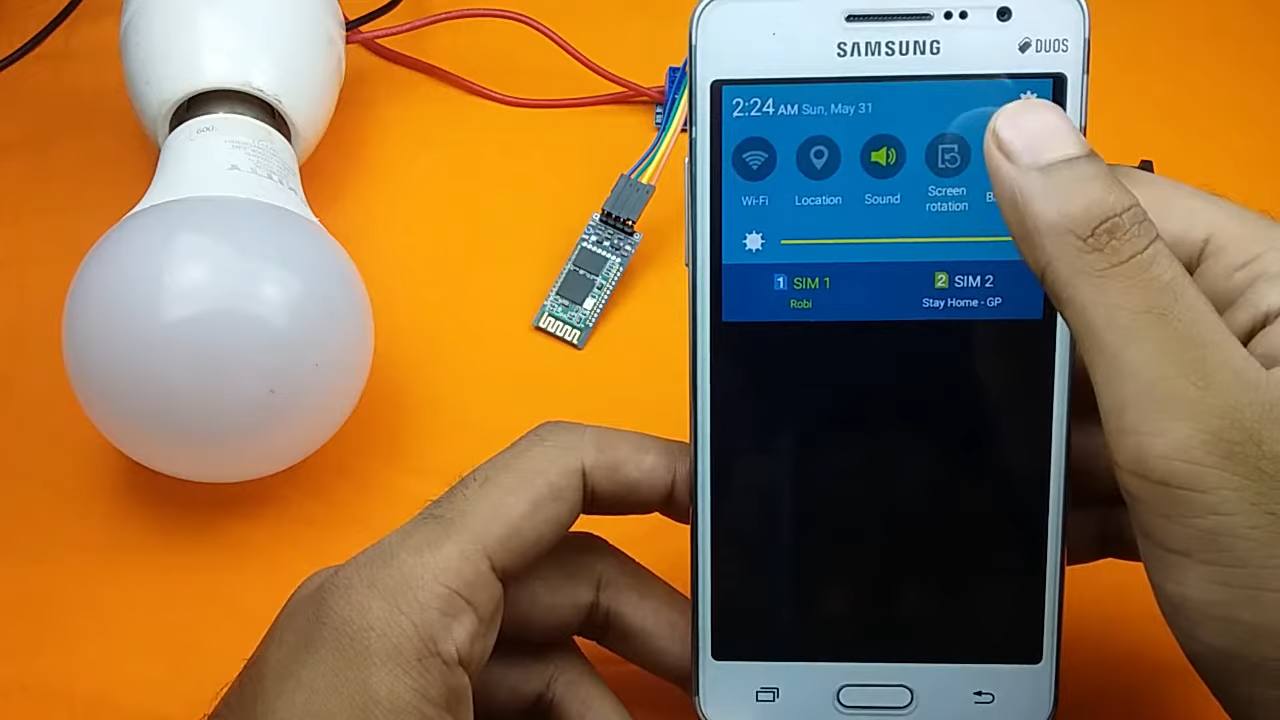 SAMSUNG
DUOS
2:24 AM Sun, May 31
Wi-Fi
Location
Sound
Screen
rotation
1 SIM 1
Robi
2 SIM 2
Stay Home - GP